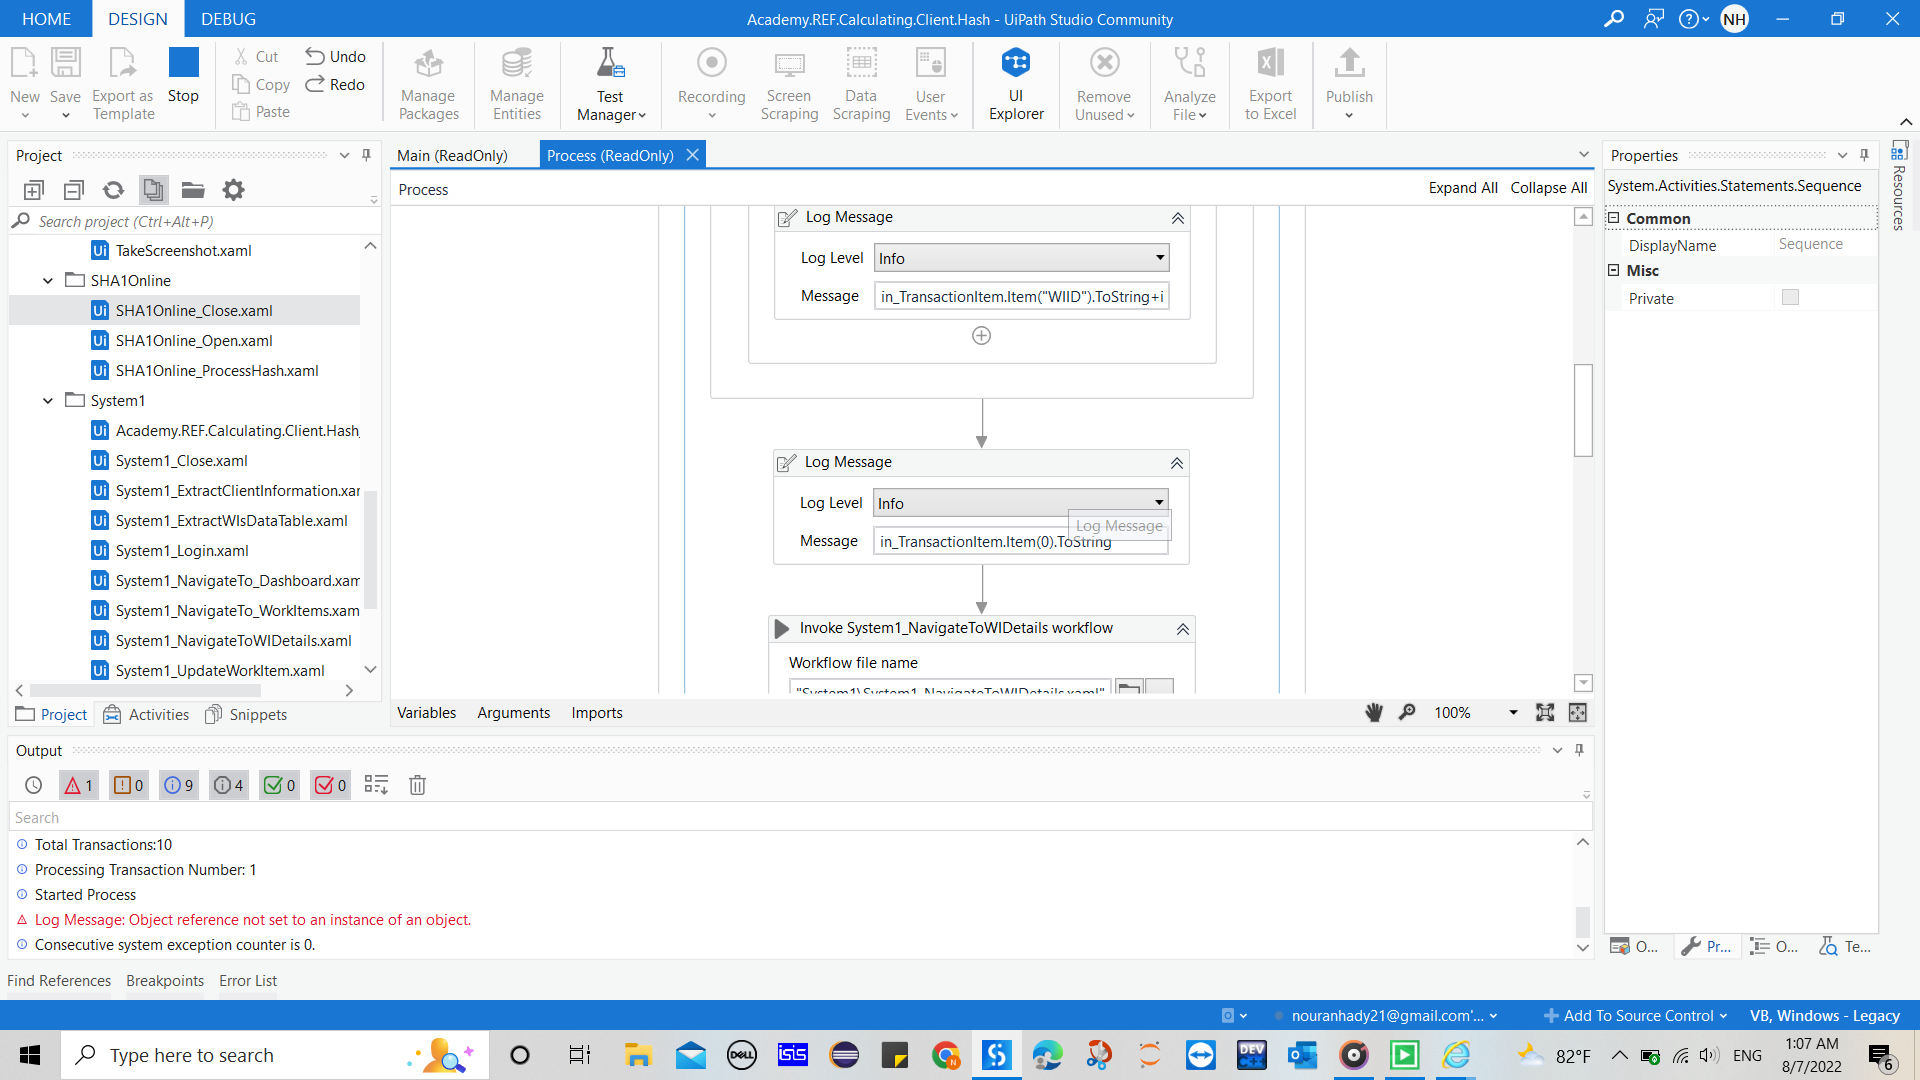 HOME
DESIGN
DEBUG
Academy.REF.Calculating.Client.Hash - UiPath Studio Community
NH
New
Save
Export as
Template
Stop
Cut
Copy
Paste
Undo
Redo
Manage
Packages
Manage
Entities
Test
Manager
Recording
Screen
Scraping
Data
Scraping
User
Events
UI
Explorer
Remove
Unused
Analyze
File
Export
to Excel
Publish
Project
Search project (Ctrl+Alt+P)
TakeScreenshot.xaml
SHA1Online
SHA1Online_Close.xaml
SHA1Online_Open.xaml
SHA1Online_ProcessHash.xaml
System1
Academy.REF.Calculating.Client.Hash
System1_Close.xaml
System1_ExtractClientInformation.xar
System1_ExtractWIsDataTable.xaml
System1_Login.xaml
System1_NavigateTo_Dashboard.xam
System1_NavigateTo_WorkItems.xam
System1_NavigateToWIDetails.xaml
System1_UpdateWorkItem.xaml
Project
Activities
Snippets
Main (ReadOnly)
Process (ReadOnly)
Process
Expand All
Collapse All
Log Message
Log Level
Info
Message
in_TransactionItem.Item("WIID").ToString+i
Log Message
Log Level
Info
Log Message
Message
in_TransactionItem.Item(0).ToString
Invoke System1_NavigateToWIDetails workflow
Workflow file name
"System1\System1_NavigateToWIDetails.xaml"
Variables
Arguments
Imports
100%
Properties
System.Activities.Statements.Sequence
Common
DisplayName
Sequence
Misc
Private
Resources
O...
Pr...
O...
Te...
Output
1
0
9
4
0
0
Search
Total Transactions:10
Processing Transaction Number: 1
Started Process
Log Message: Object reference not set to an instance of an object.
Consecutive system exception counter is 0.
Find References
Breakpoints
Error List
nouranhady21@gmail.com'...
Add To Source Control
VB, Windows - Legacy
Type here to search
DELL
ISIS
N
DEV
C++
82°F
ENG
1:07 AM
8/7/2022
6